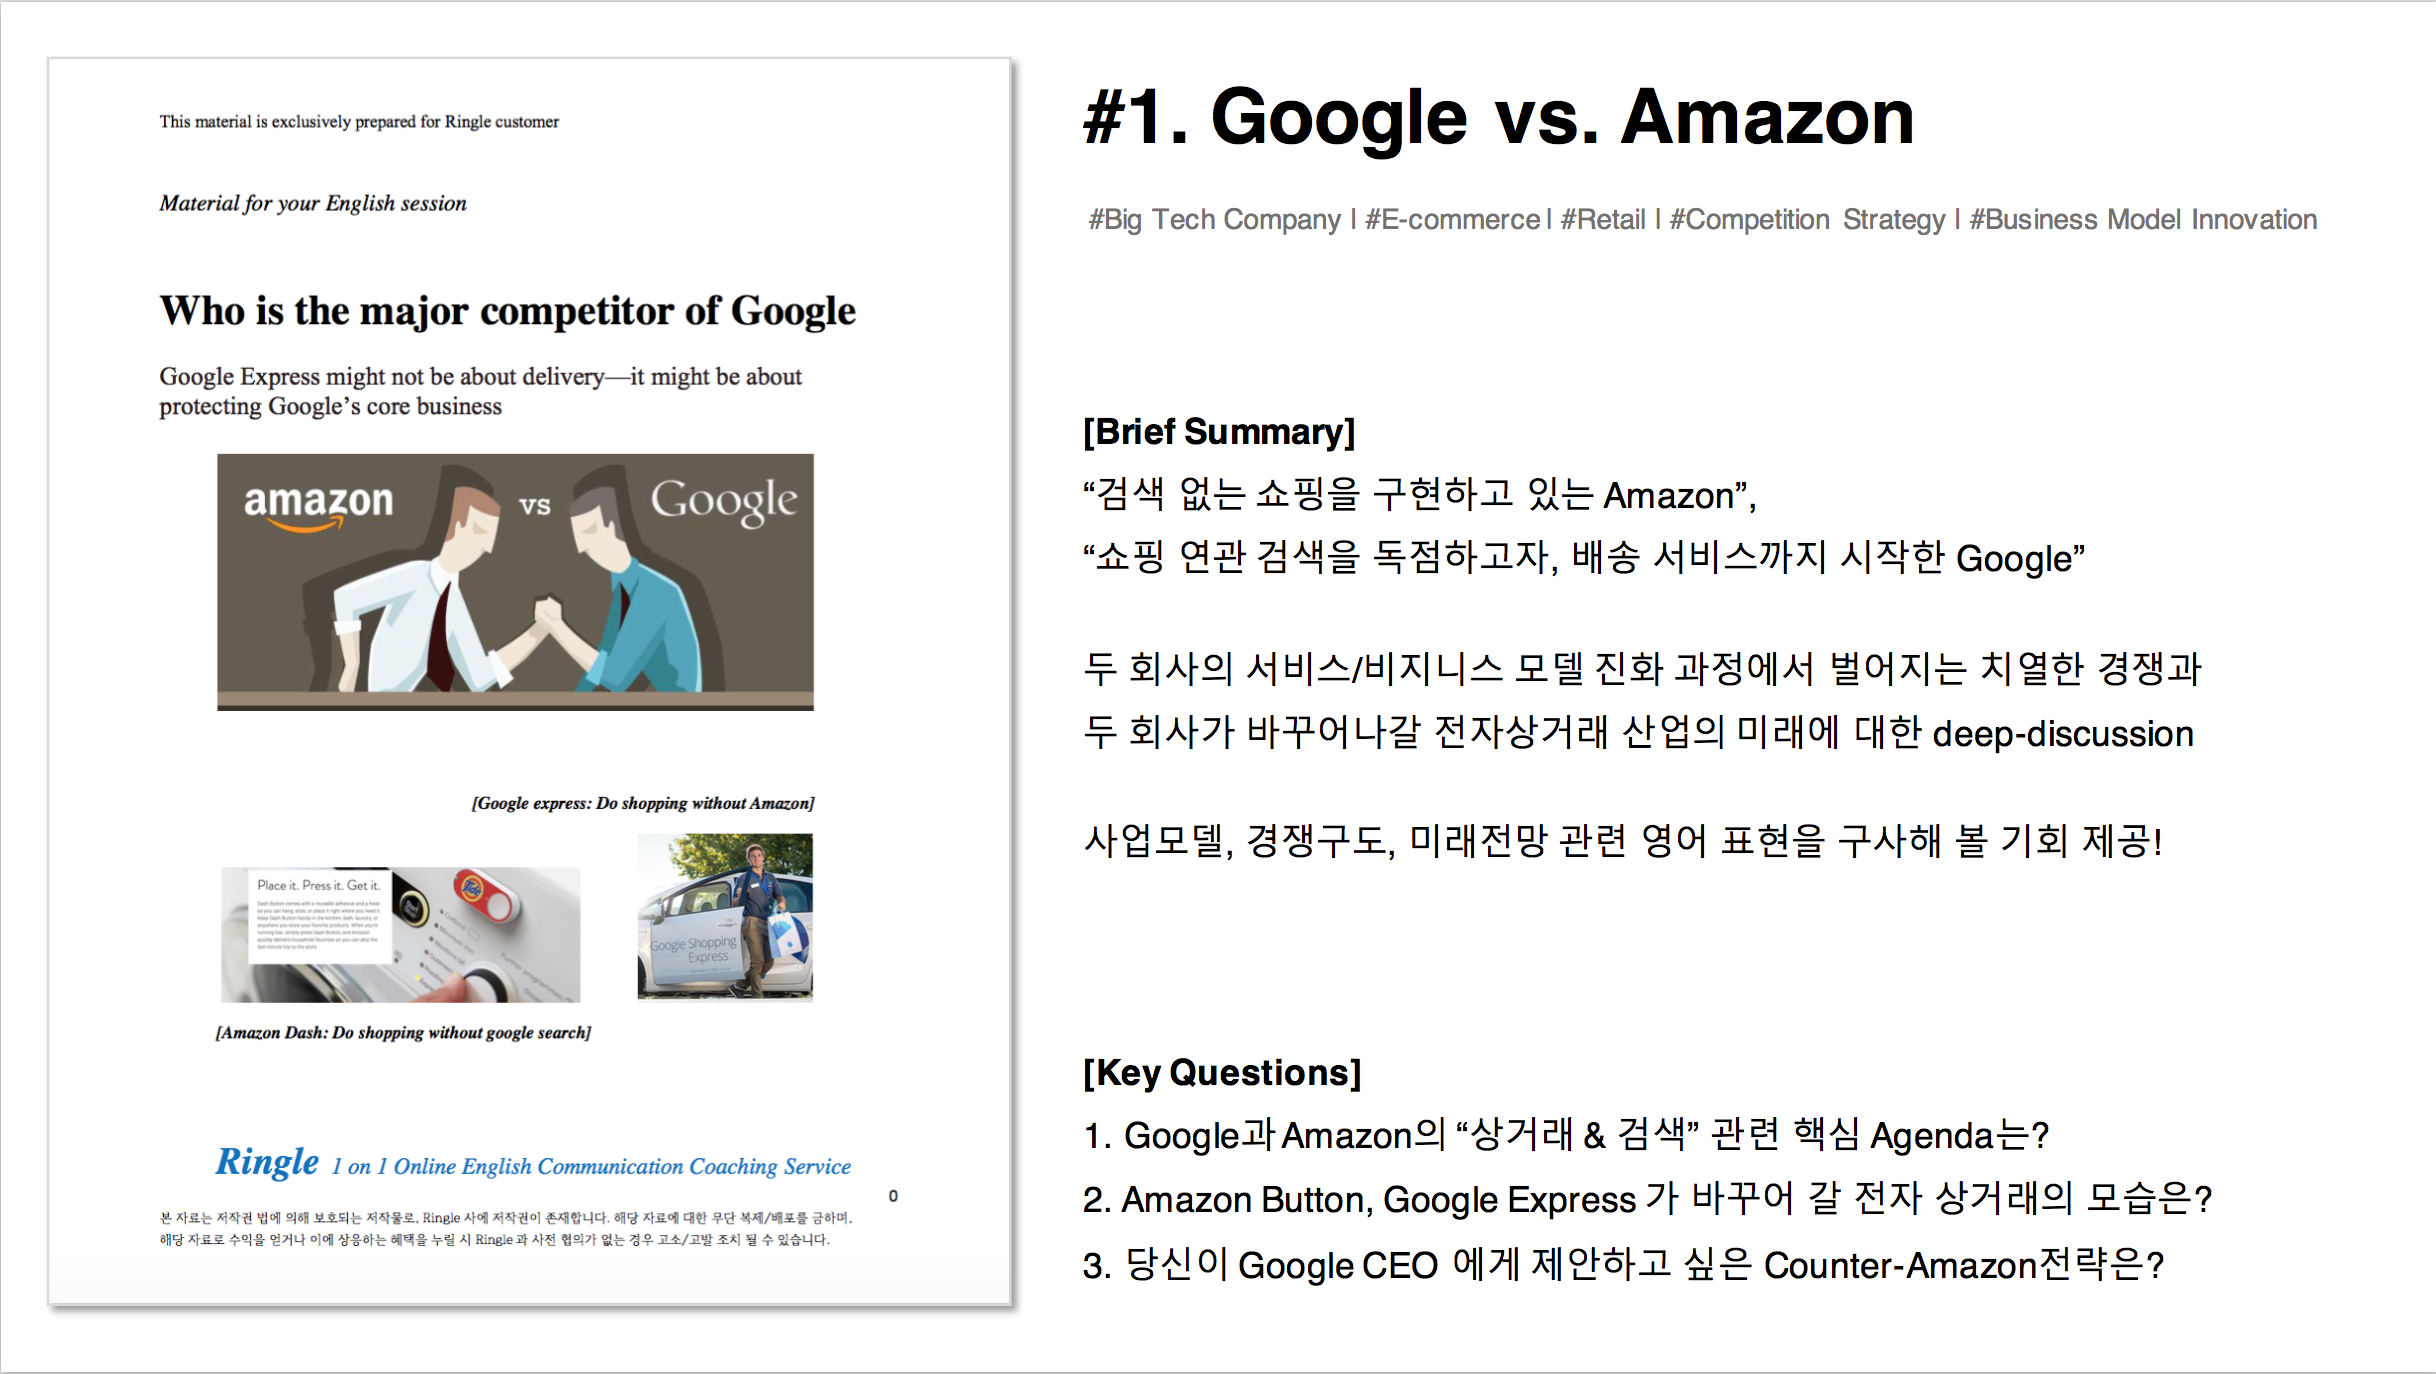 This material is exclusively prepared for Ringle customer
Material for your English session
Who is the major competitor of Google
Google Express might not be about delivery—it might be about
protecting Google’s core business
amazon vs Google
[Google express: Do shopping without Amazon]
Place it. Press it. Get it.
Tide
Google Shopping
Express
[Amazon Dash: Do shopping without google search]
Ringle 1 on 1 Online English Communication Coaching Service
0
본 자료는 저작권 법에 의해 보호되는 저작물로, Ringle 사에 저작권이 존재합니다. 해당 자료에 대한 무단 복제/배포를 금하며,
해당 자료로 수익을 얻거나 이에 상응하는 혜택을 누릴 시 Ringle 과 사전 협의가 없는 경우 고소/고발 조치 될 수 있습니다.
#1. Google vs. Amazon
#Big Tech Company | #E-commerce | #Retail | #Competition Strategy | #Business Model Innovation
[Brief Summary]
“검색 없는 쇼핑을 구현하고 있는 Amazon”,
“쇼핑 연관 검색을 독점하고자, 배송 서비스까지 시작한 Google”
두 회사의 서비스/비지니스 모델 진화 과정에서 벌어지는 치열한 경쟁과
두 회사가 바꾸어나갈 전자상거래 산업의 미래에 대한 deep-discussion
사업모델, 경쟁구도, 미래전망 관련 영어 표현을 구사해 볼 기회 제공!
[Key Questions]
1. Google과 Amazon의 “상거래 & 검색” 관련 핵심 Agenda는?
2. Amazon Button, Google Express 가 바꾸어 갈 전자 상거래의 모습은?
3. 당신이 Google CEO 에게 제안하고 싶은 Counter-Amazon전략은?